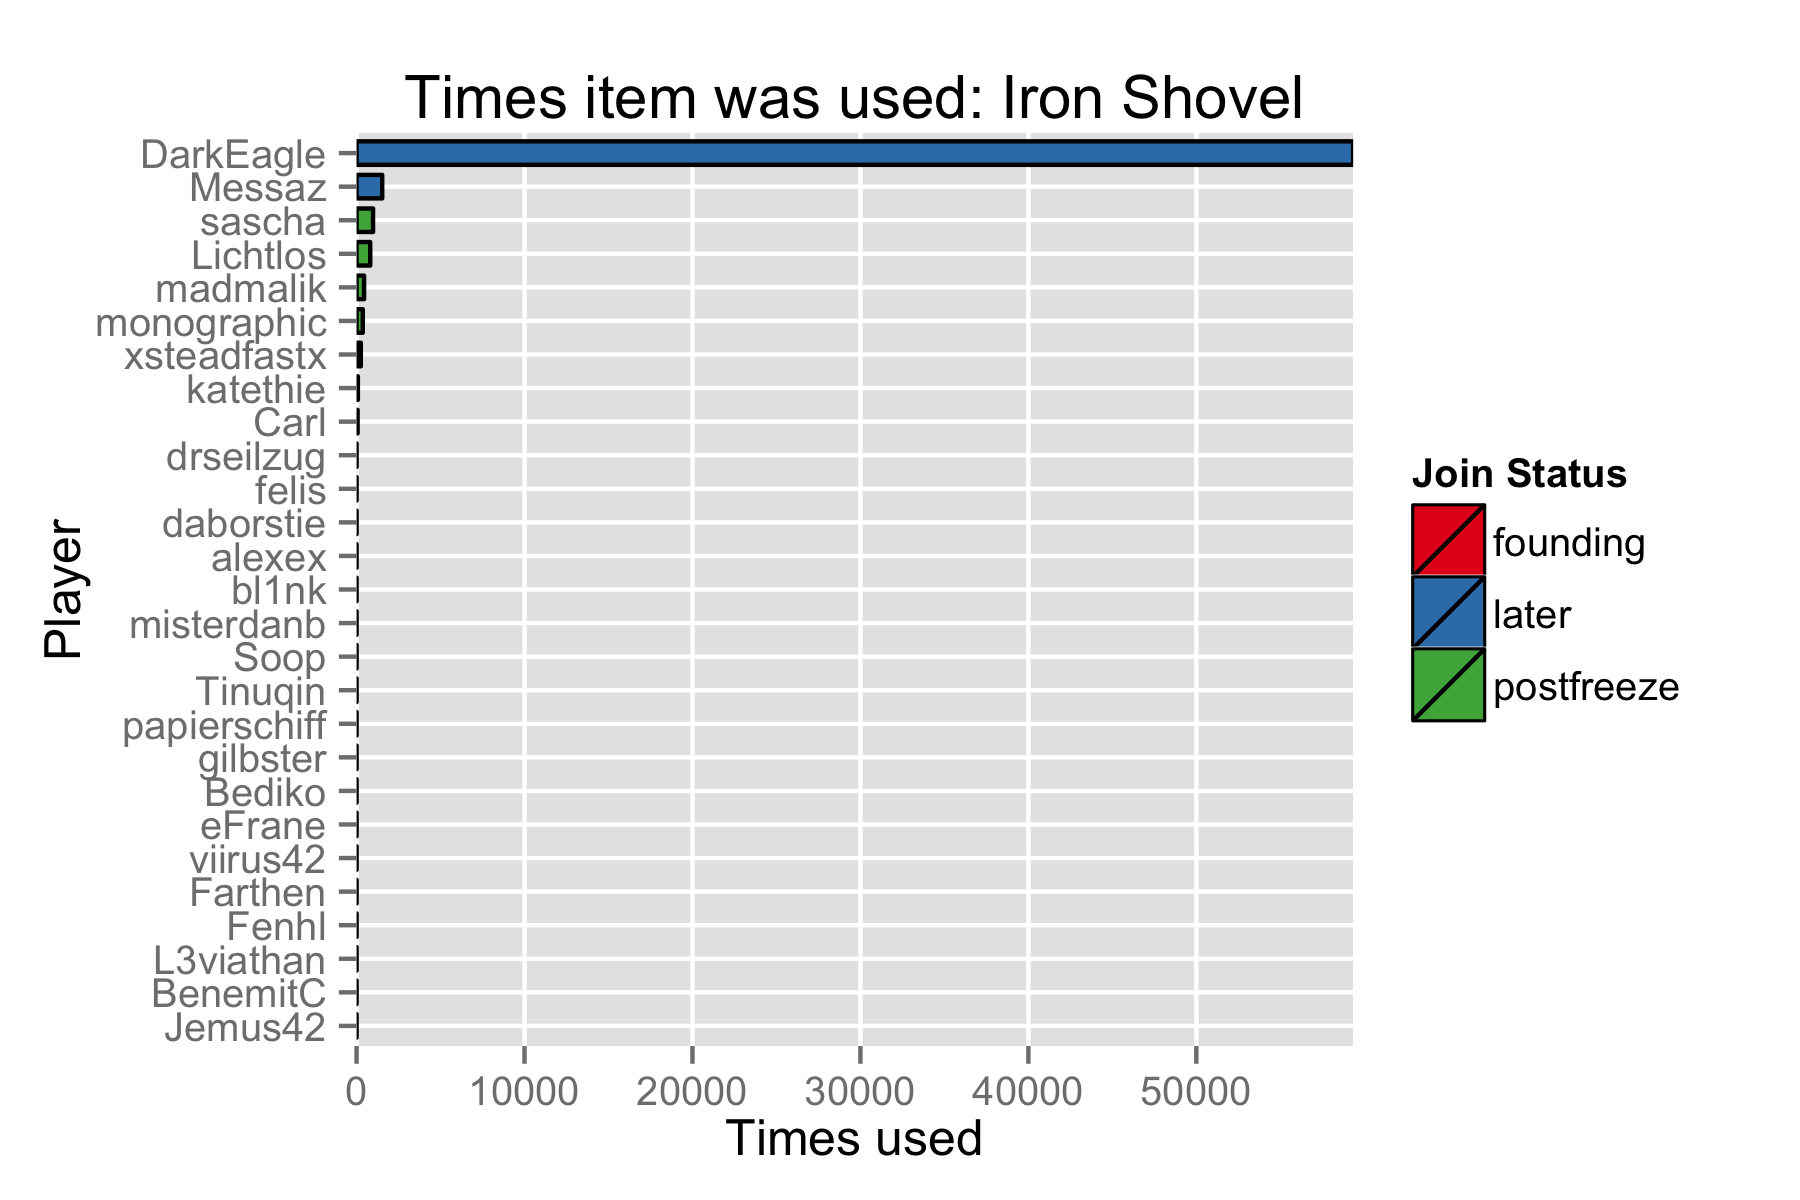 Times item was used: Iron Shovel
DarkEagle
Messaz
sascha
Lichtlos
madmalik
monographic
xsteadfastx
katethie
Carl
drseilzug
felis
daborstie
alexex
bl1nk
misterdanb
Soop
Tinuqin
papierschiff
gilbster
Bediko
eFrane
viirus42
Farthen
Fenhl
L3viathan
BenemitC
Jemus42
Player
0 10000 20000 30000 40000 50000
Times used
Join Status
founding
later
postfreeze